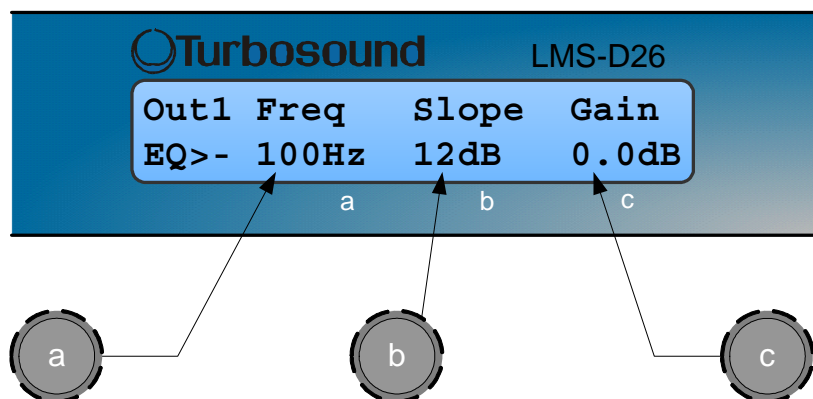 Turbosound LMS-D26
Out1 Freq Slope Gain
EQ>- 100Hz 12dB 0.0dB
a b c
a b c